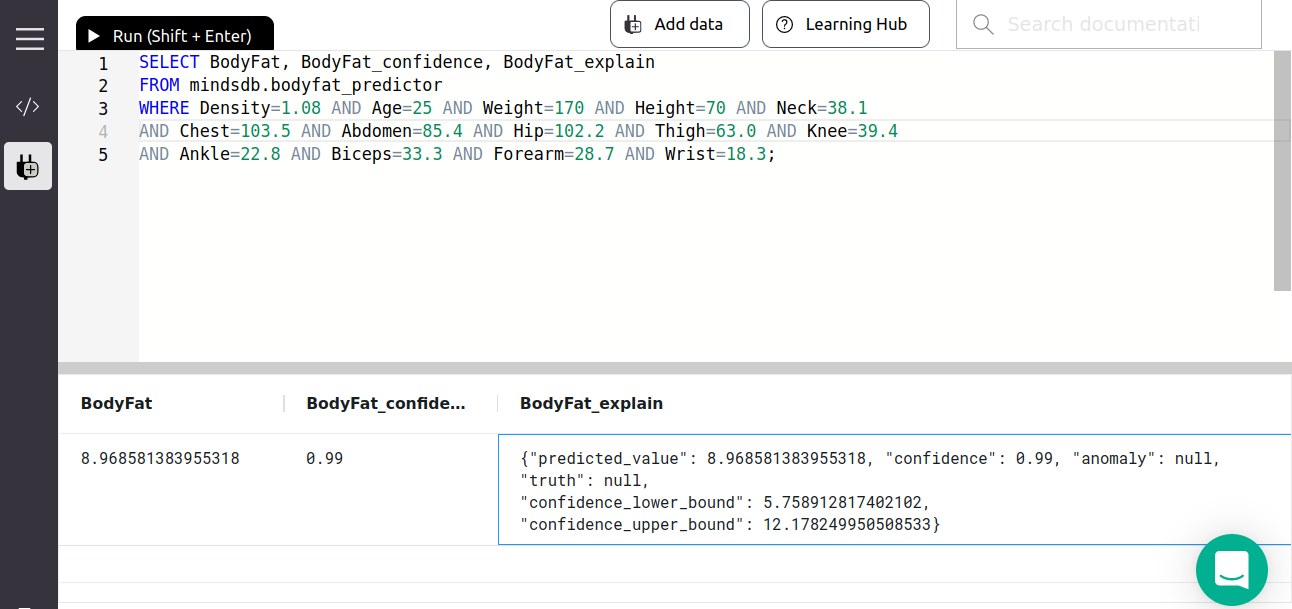 Run (Shift + Enter)
Add data
Learning Hub
Search documentati
1 SELECT BodyFat, BodyFat_confidence, BodyFat_explain
2 FROM mindsdb.bodyfat_predictor
3 WHERE Density=1.08 AND Age=25 AND Weight=170 AND Height=70 AND Neck=38.1
4 AND Chest=103.5 AND Abdomen=85.4 AND Hip=102.2 AND Thigh=63.0 AND Knee=39.4
5 AND Ankle=22.8 AND Biceps=33.3 AND Forearm=28.7 AND Wrist=18.3;
BodyFat BodyFat_confide... BodyFat_explain
8.968581383955318 0.99 {"predicted_value": 8.968581383955318, "confidence": 0.99, "anomaly": null,
"truth": null,
"confidence_lower_bound": 5.758912817402102,
"confidence_upper_bound": 12.178249950508533}